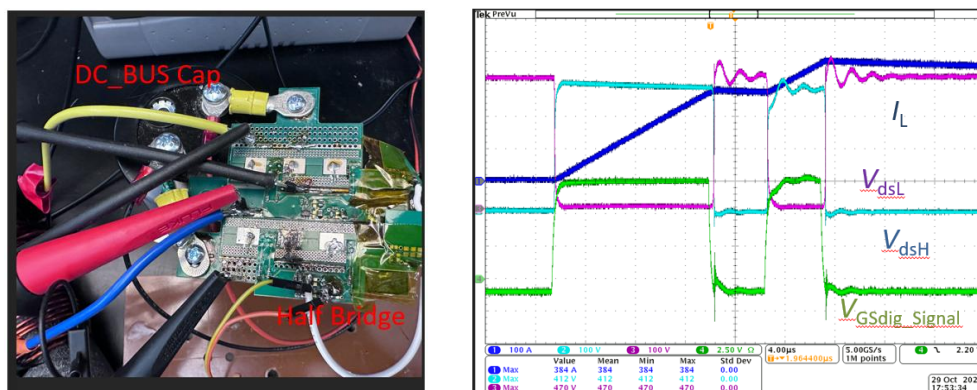 DC_BUS Cap
Half Bridge
Tek PreVu
I_L
V_dsL
V_dsH
V_GSdig_Signal
1 100 A 2 100 V 3 100 V 4 2.50 V Ω
4.00µs
5.00GS/s
1M points
4 2.20
Value Mean Min Max Std Dev
1 Max 384 A 384 384 384 0.00
2 Max 412 V 412 412 412 0.00
3 Max 470 V 470 470 470 0.00
29 Oct 202
17:53:34